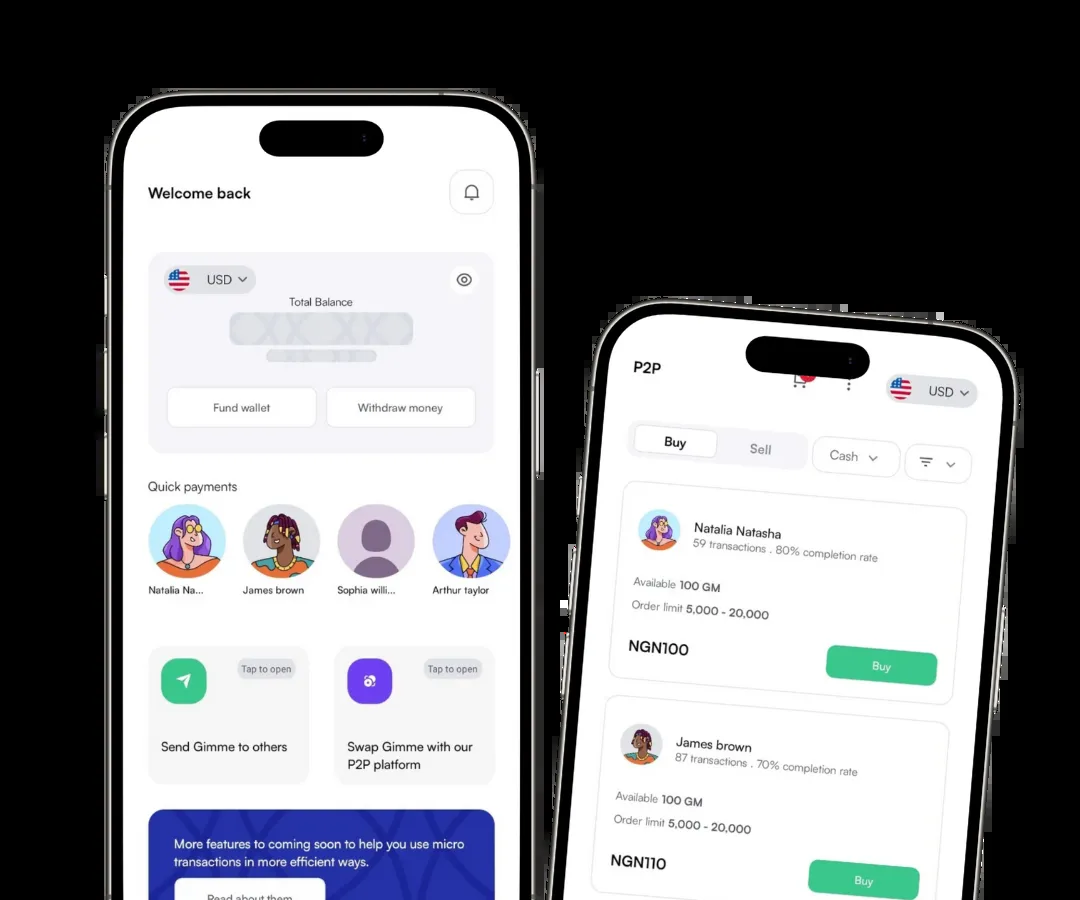 Welcome back
USD
Total Balance
Fund wallet
Withdraw money
Quick payments
Natalia Na...
James brown
Sophia willi...
Arthur taylor
Tap to open
Send Gimme to others
Tap to open
Swap Gimme with our
P2P platform
More features to coming soon to help you use micro
transactions in more efficient ways.
Read about them
P2P
USD
Buy
Sell
Cash
Natalia Natasha
59 transactions . 80% completion rate
Available 100 GM
Order limit 5,000 - 20,000
NGN100
Buy
James brown
87 transactions . 70% completion rate
Available 100 GM
Order limit 5,000 - 20,000
NGN110
Buy